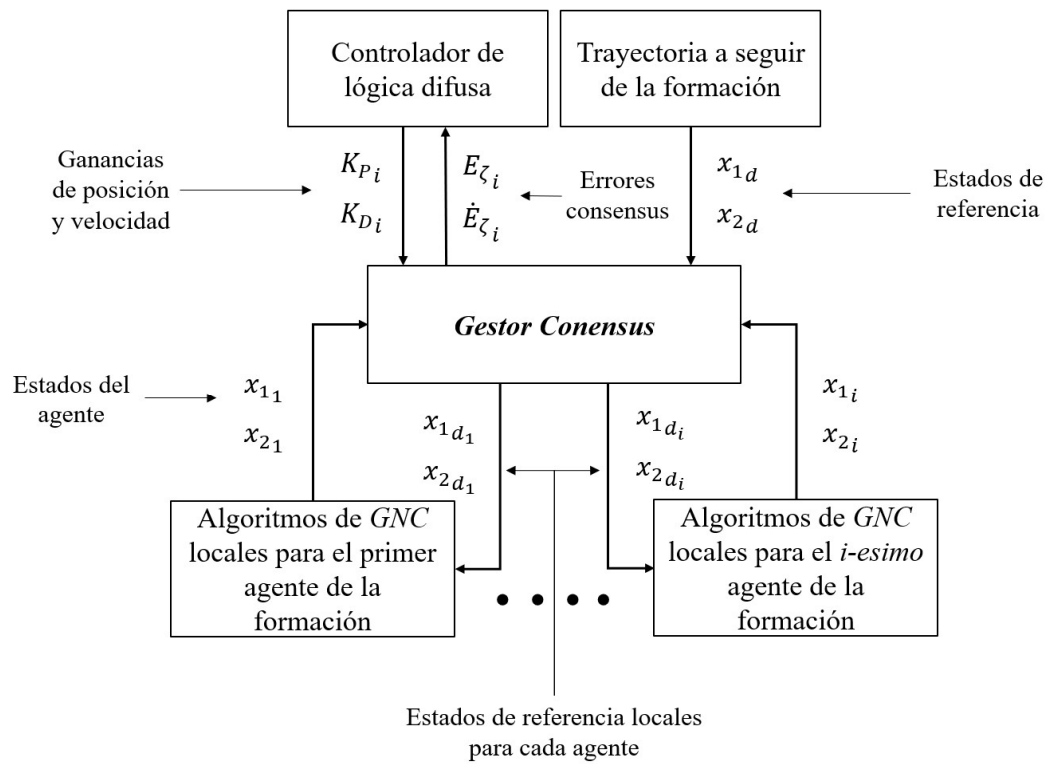 Controlador de
lógica difusa
Trayectoria a seguir
de la formación
Ganancias
de posición
y velocidad
K_{P_i}
K_{D_i}
E_{ζ_i}
Ė_{ζ_i}
Errores
consensus
x_{1_d}
x_{2_d}
Estados de
referencia
Gestor Conensus
Estados del
agente
x_{1_1}
x_{2_1}
x_{1_{d_1}}
x_{2_{d_1}}
x_{1_{d_i}}
x_{2_{d_i}}
x_{1_i}
x_{2_i}
Algoritmos de GNC
locales para el primer
agente de la
formación
Algoritmos de GNC
locales para el i-esimo
agente de la
formación
Estados de referencia locales
para cada agente